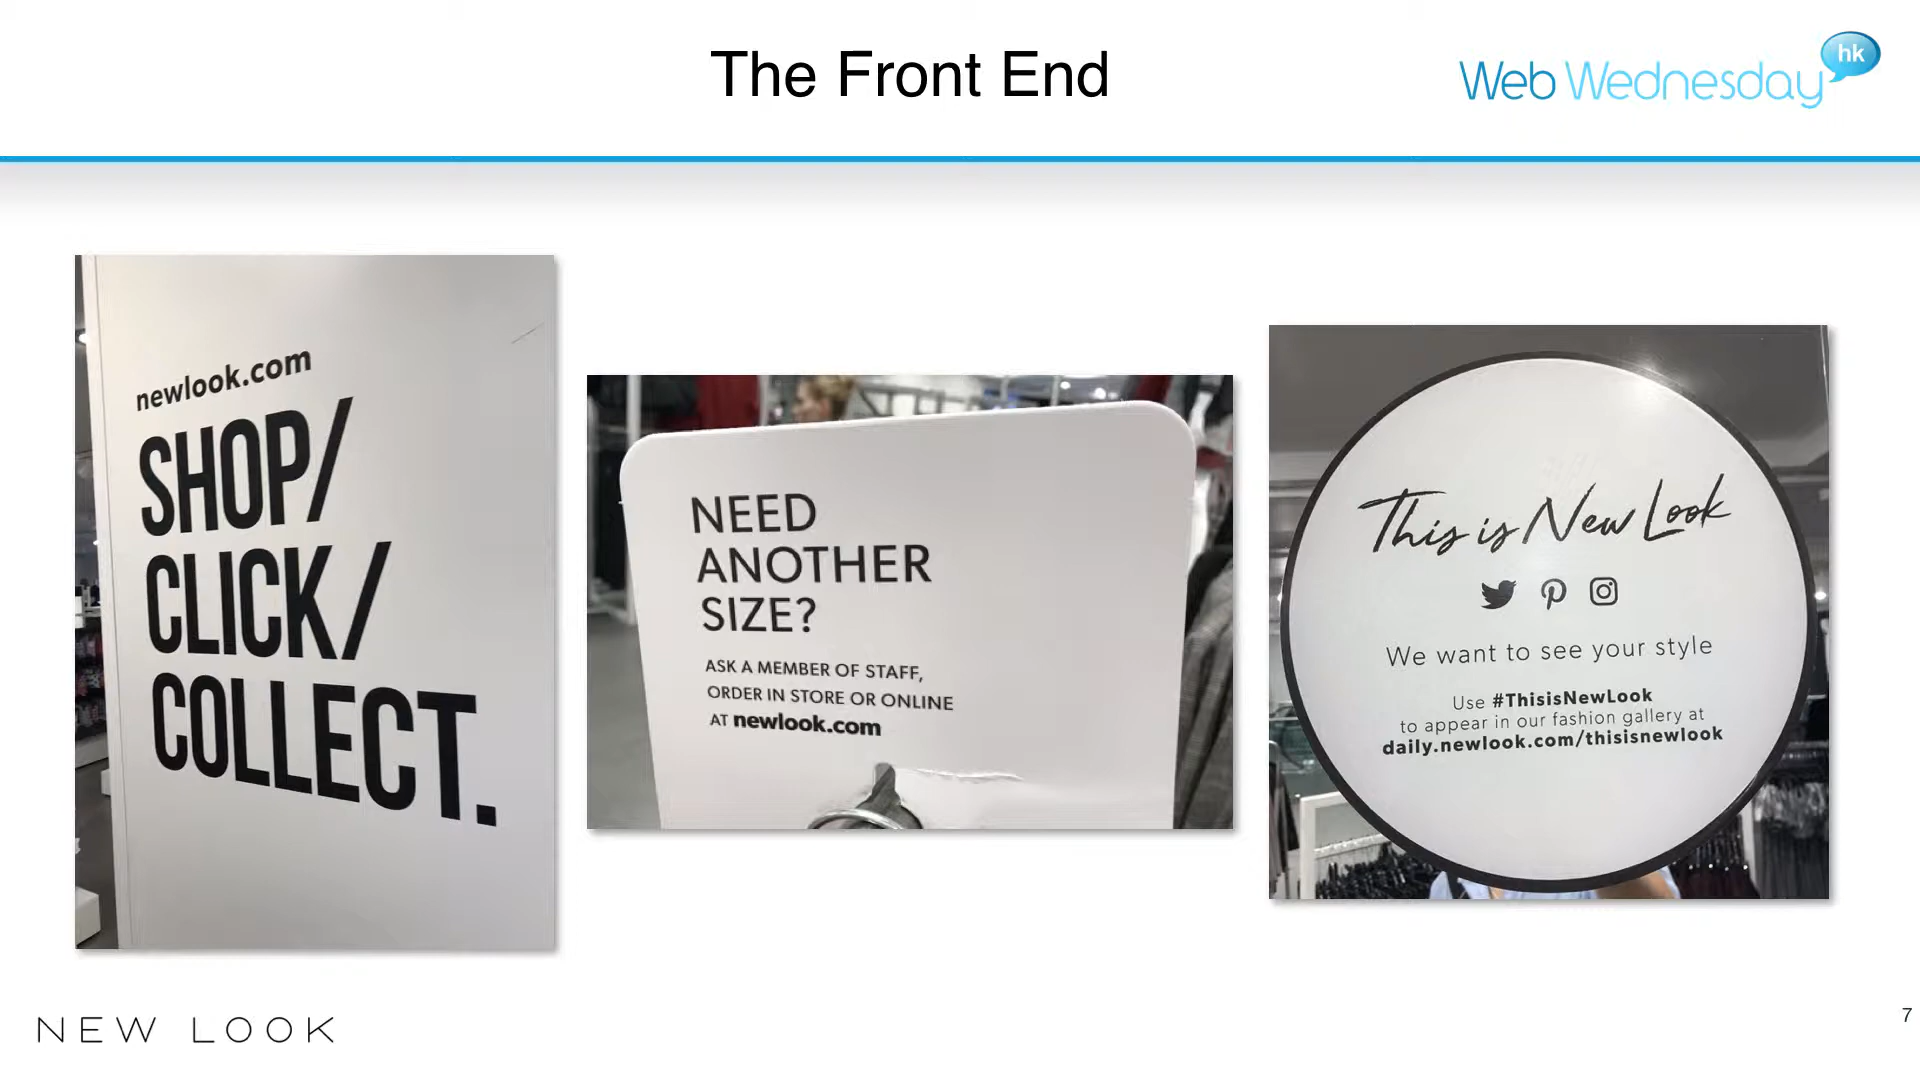 The Front End
Web Wednesday hk
newlook.com
SHOP/
CLICK/
COLLECT.
NEED
ANOTHER
SIZE?
ASK A MEMBER OF STAFF,
ORDER IN STORE OR ONLINE
AT newlook.com
This is New Look
We want to see your style
Use #ThisisNewLook
to appear in our fashion gallery at
daily.newlook.com/thisisnewlook
NEW LOOK
7